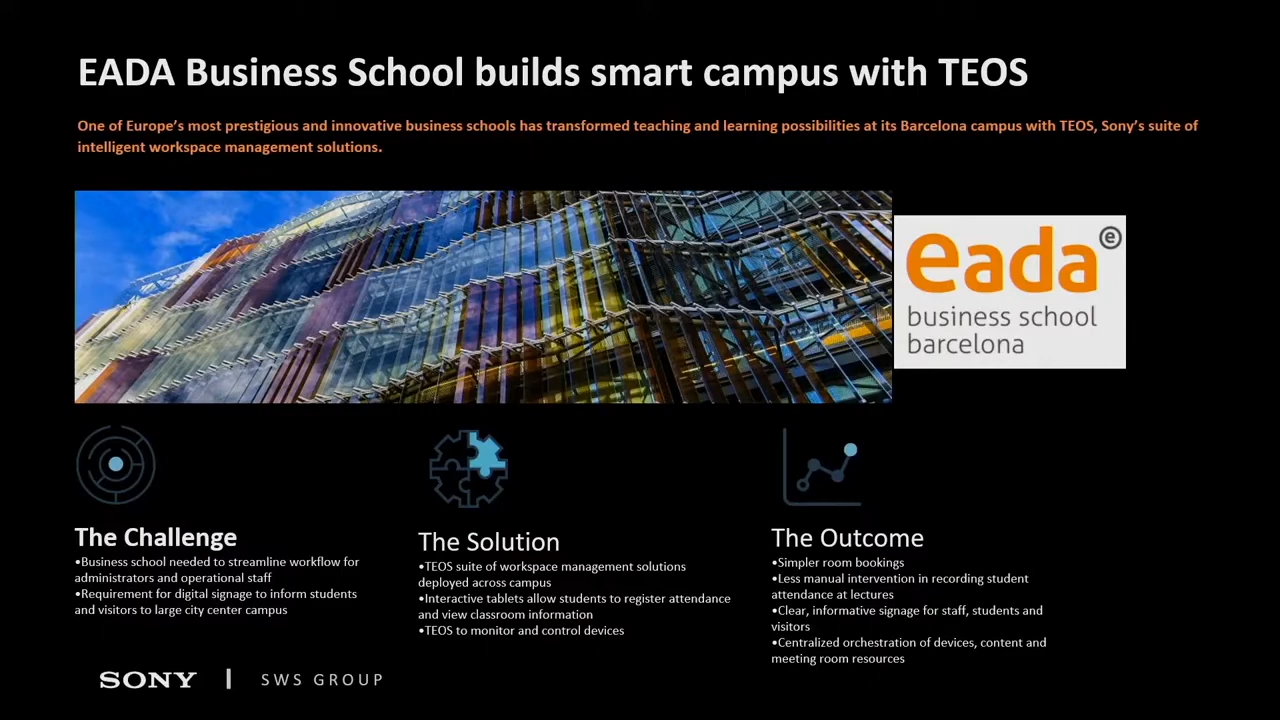 EADA Business School builds smart campus with TEOS
One of Europe’s most prestigious and innovative business schools has transformed teaching and learning possibilities at its Barcelona campus with TEOS, Sony’s suite of
intelligent workspace management solutions.
eada e
business school
barcelona
The Challenge
•Business school needed to streamline workflow for
administrators and operational staff
•Requirement for digital signage to inform students
and visitors to large city center campus
The Solution
•TEOS suite of workspace management solutions
deployed across campus
•Interactive tablets allow students to register attendance
and view classroom information
•TEOS to monitor and control devices
The Outcome
•Simpler room bookings
•Less manual intervention in recording student
attendance at lectures
•Clear, informative signage for staff, students and
visitors
•Centralized orchestration of devices, content and
meeting room resources
SONY | SWS GROUP